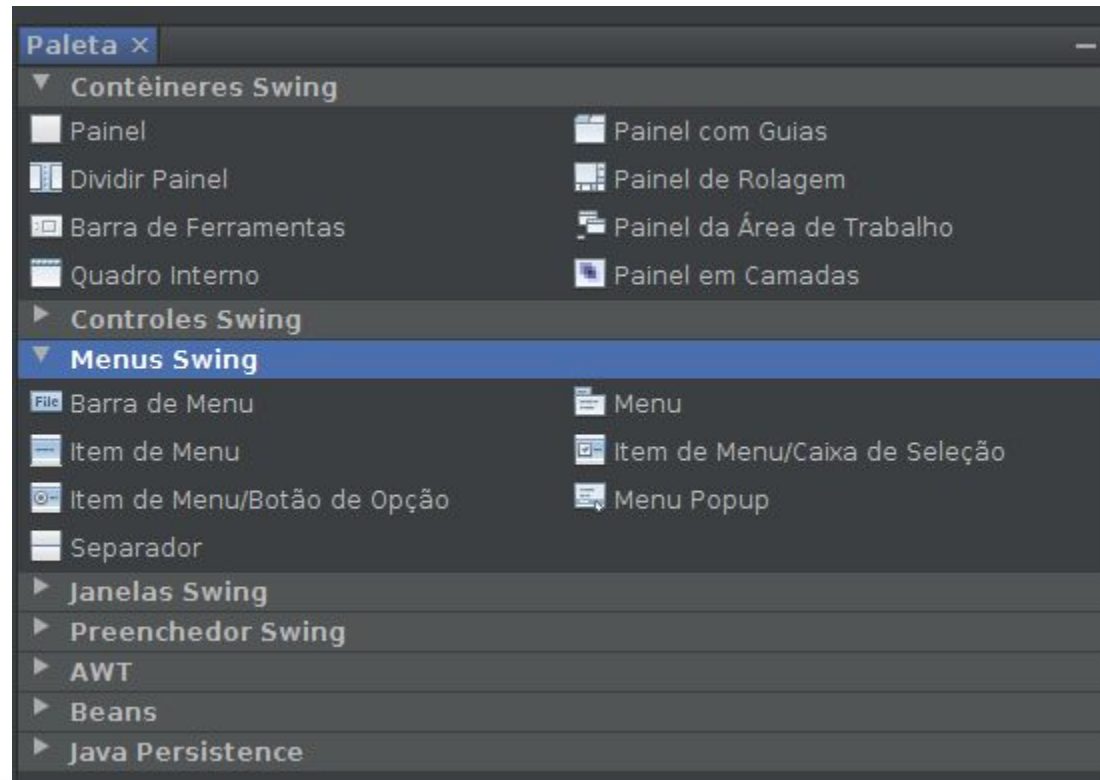 Paleta
Contêineres Swing
Painel Painel com Guias
Dividir Painel Painel de Rolagem
Barra de Ferramentas Painel da Área de Trabalho
Quadro Interno Painel em Camadas
Controles Swing
Menus Swing
File Barra de Menu Menu
Item de Menu Item de Menu/Caixa de Seleção
Item de Menu/Botão de Opção Menu Popup
Separador
Janelas Swing
Preenchedor Swing
AWT
Beans
Java Persistence